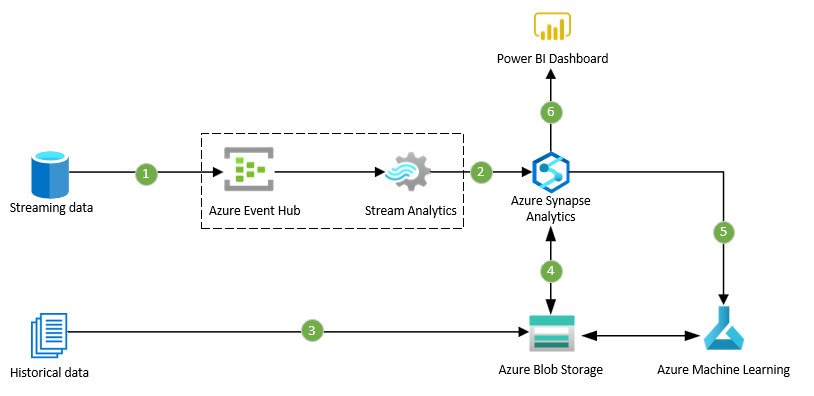 Power BI Dashboard
6
1
2
Streaming data
Azure Event Hub
Stream Analytics
Azure Synapse
Analytics
5
4
3
Historical data
Azure Blob Storage
Azure Machine Learning